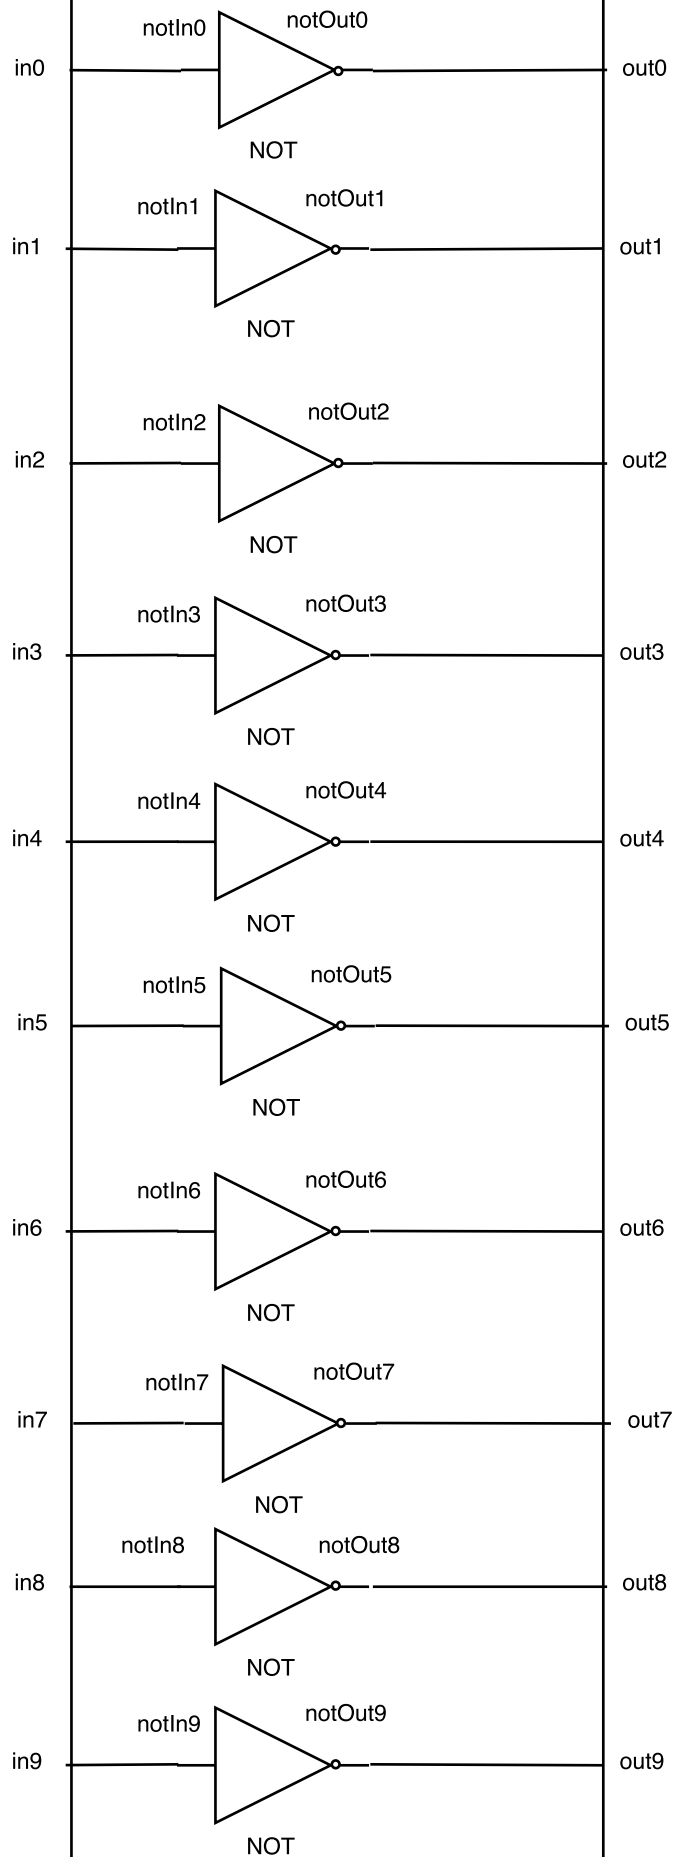 notIn0 notOut0
in0 out0
NOT
notIn1 notOut1
in1 out1
NOT
notIn2 notOut2
in2 out2
NOT
notIn3 notOut3
in3 out3
NOT
notIn4 notOut4
in4 out4
NOT
notIn5 notOut5
in5 out5
NOT
notIn6 notOut6
in6 out6
NOT
notIn7 notOut7
in7 out7
NOT
notIn8 notOut8
in8 out8
NOT
notIn9 notOut9
in9 out9
NOT